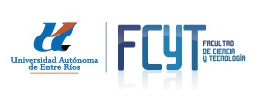 Universidad Autónoma
de Entre Ríos
FCYT
FACULTAD
DE CIENCIA
Y TECNOLOGÍA